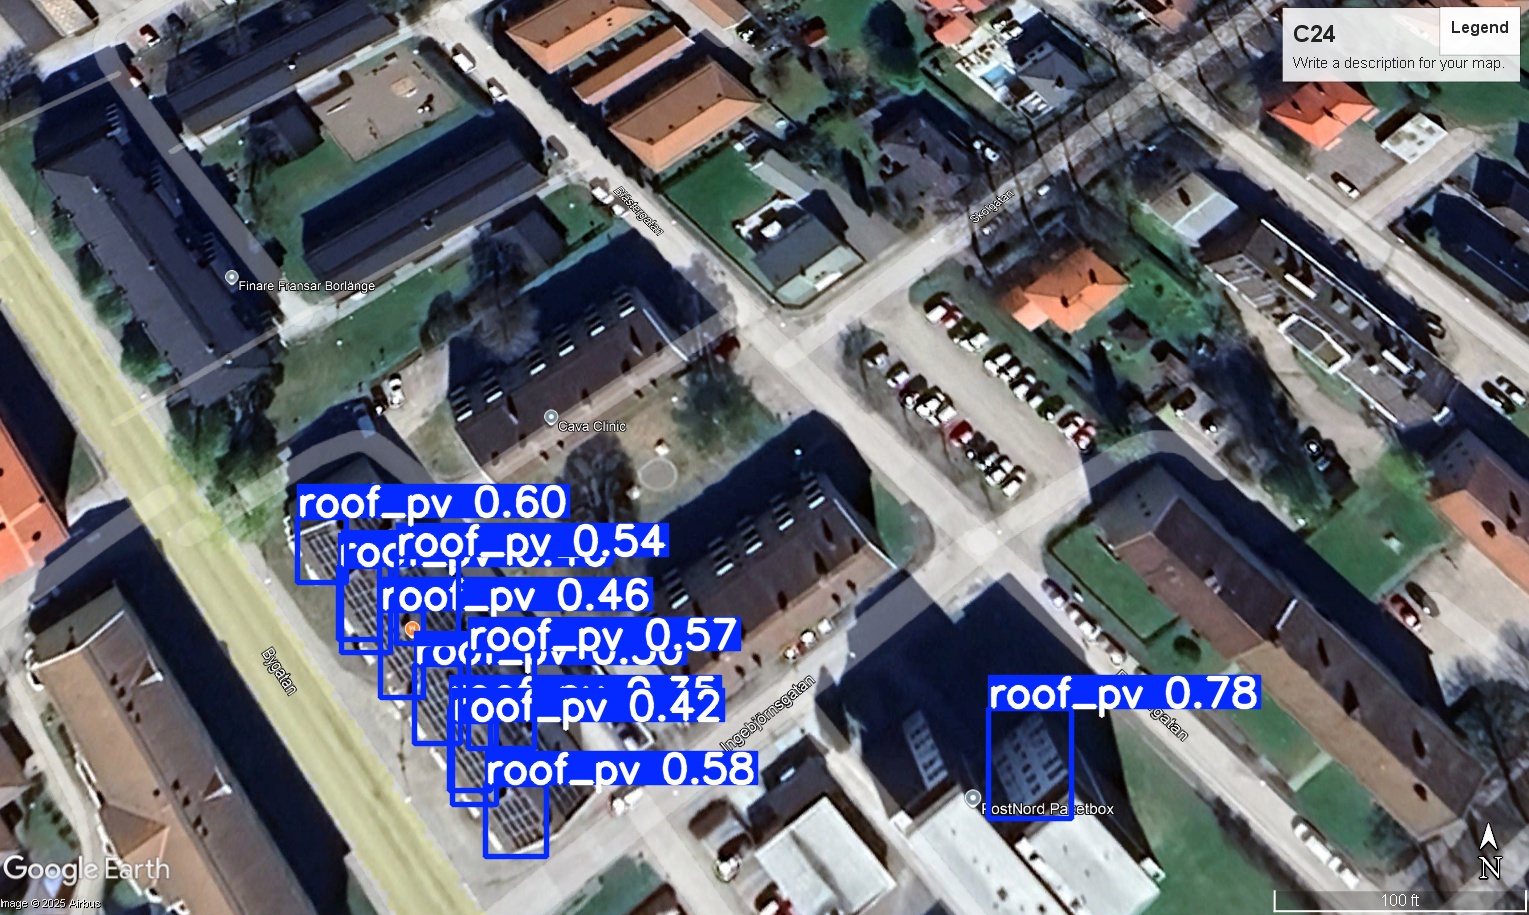 C24
Legend
Write a description for your map.
Bästargatan
Skolgatan
Finare Fransar Borlänge
Cava Clinic
roof_pv 0.60
roof_pv 0.54
roof_pv 0.46
roof_pv 0.57
roof_pv 0.42
roof_pv 0.58
roof_pv 0.78
Bygatan
Ingebjörnsgatan
PostNord Paketbox
Google Earth
Image © 2025 Airbus
N
100 ft